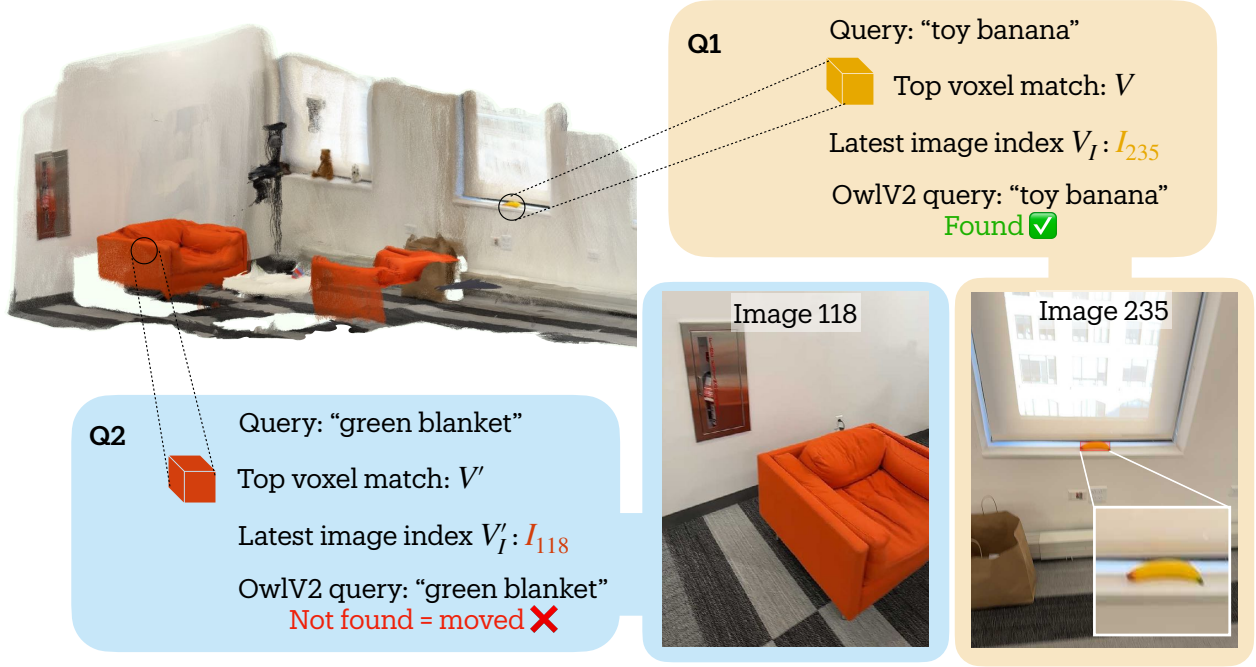 Q1
Query: “toy banana”
Top voxel match: V
Latest image index V_I: I_235
OwlV2 query: “toy banana”
Found ✅
Q2
Query: “green blanket”
Top voxel match: V′
Latest image index V′_I: I_118
OwlV2 query: “green blanket”
Not found = moved ❌
Image 118
Image 235